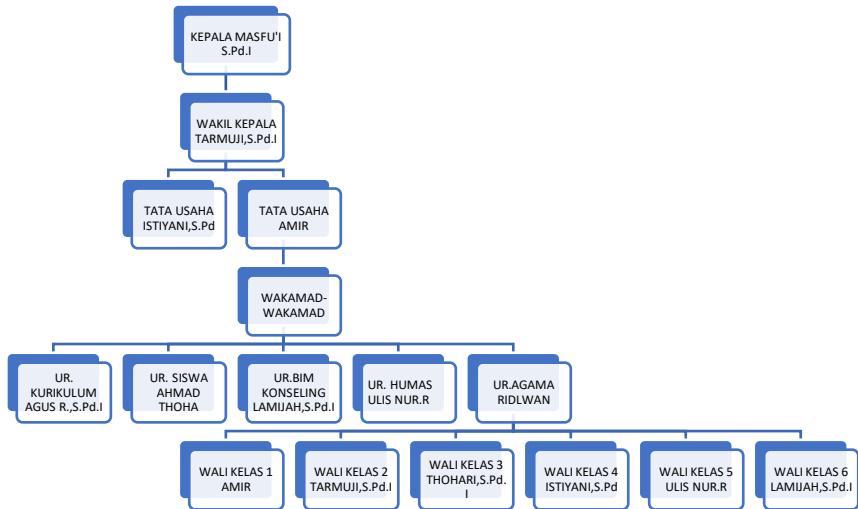 KEPALA MASFU'I
S.Pd.I
WAKIL KEPALA
TARMUJI,S.Pd.I
TATA USAHA
ISTIYANI,S.Pd
TATA USAHA
AMIR
WAKAMAD-
WAKAMAD
UR.
KURIKULUM
AGUS R.,S.Pd.I
UR. SISWA
AHMAD
THOHA
UR.BIM
KONSELING
LAMIJAH,S.Pd.I
UR. HUMAS
ULIS NUR.R
UR.AGAMA
RIDLWAN
WALI KELAS 1
AMIR
WALI KELAS 2
TARMUJI,S.Pd.I
WALI KELAS 3
THOHARI,S.Pd.
I
WALI KELAS 4
ISTIYANI,S.Pd
WALI KELAS 5
ULIS NUR.R
WALI KELAS 6
LAMIJAH,S.Pd.I